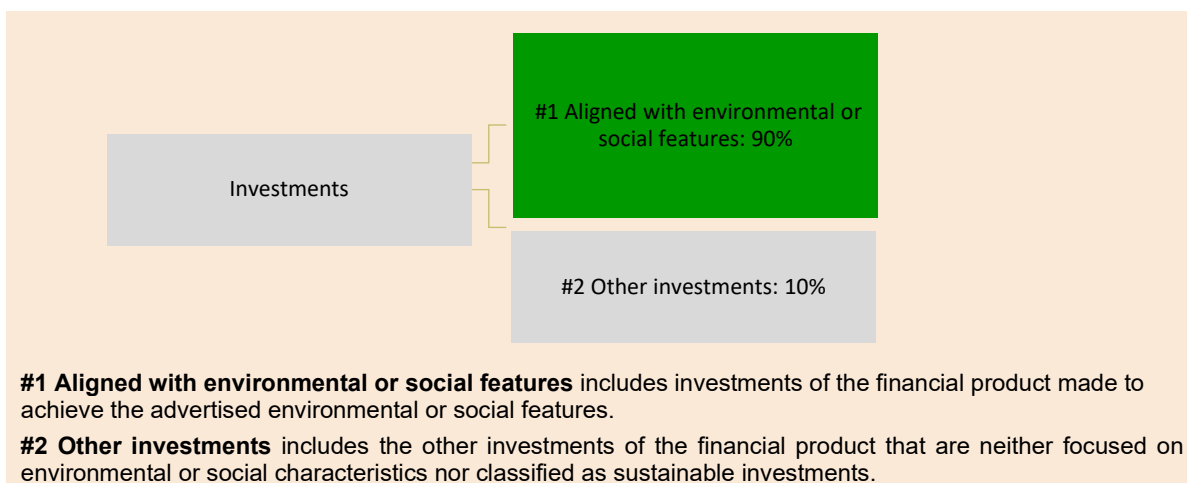 #1 Aligned with environmental or
social features: 90%
Investments
#2 Other investments: 10%
#1 Aligned with environmental or social features includes investments of the financial product made to
achieve the advertised environmental or social features.
#2 Other investments includes the other investments of the financial product that are neither focused on
environmental or social characteristics nor classified as sustainable investments.